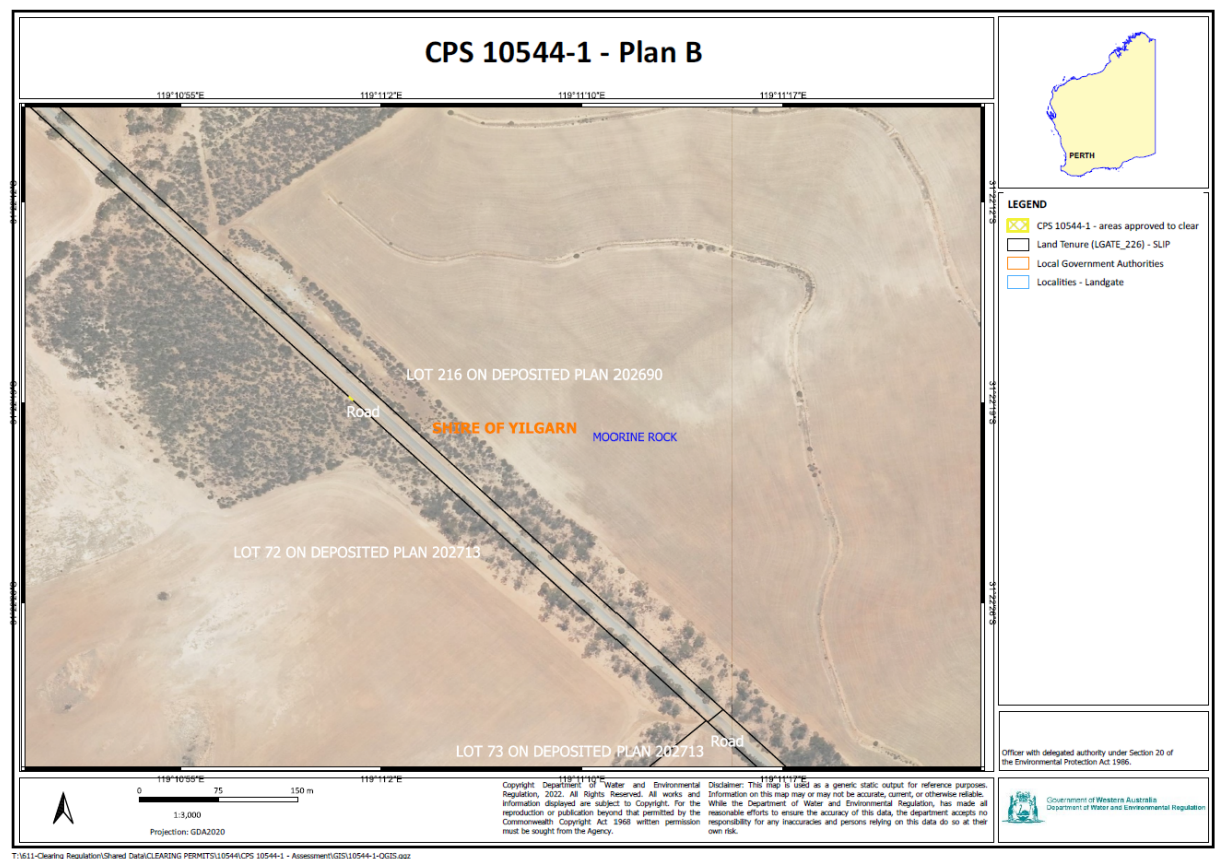 CPS 10544-1 - Plan B
119°10'55"E
119°11'2"E
119°11'10"E
119°11'17"E
PERTH
LEGEND
CPS 10544-1 - areas approved to clear
Land Tenure (LGATE_226) - SLIP
Local Government Authorities
Localities - Landgate
31°22'12"S
31°22'19"S
31°22'26"S
LOT 216 ON DEPOSITED PLAN 202690
Road
SHIRE OF YILGARN
MOORINE ROCK
LOT 72 ON DEPOSITED PLAN 202713
LOT 73 ON DEPOSITED PLAN 202713
Road
119°10'55"E
119°11'2"E
119°11'10"E
119°11'17"E
0 75 150 m
1:3,000
Projection: GDA2020
Copyright Department of Water and Environmental
Regulation, 2022. All Rights Reserved. All works and
information displayed are subject to Copyright. For the
reproduction or publication beyond that permitted by the
Commonwealth Copyright Act 1968 written permission
must be sought from the Agency.
Disclaimer: This map is used as a generic static output for reference purposes.
Information on this map may or may not be accurate, current, or otherwise reliable.
While the Department of Water and Environmental Regulation, has made all
reasonable efforts to ensure the accuracy of this data, the department accepts no
responsibility for any inaccuracies and persons relying on this data do so at their
own risk.
Officer with delegated authority under Section 20 of
the Environmental Protection Act 1986.
Government of Western Australia
Department of Water and Environmental Regulation
T:\611-Clearing Regulation\Shared Data\CLEARING PERMITS\10544\CPS 10544-1 - Assessment\GIS\10544-1-QGIS.qgz